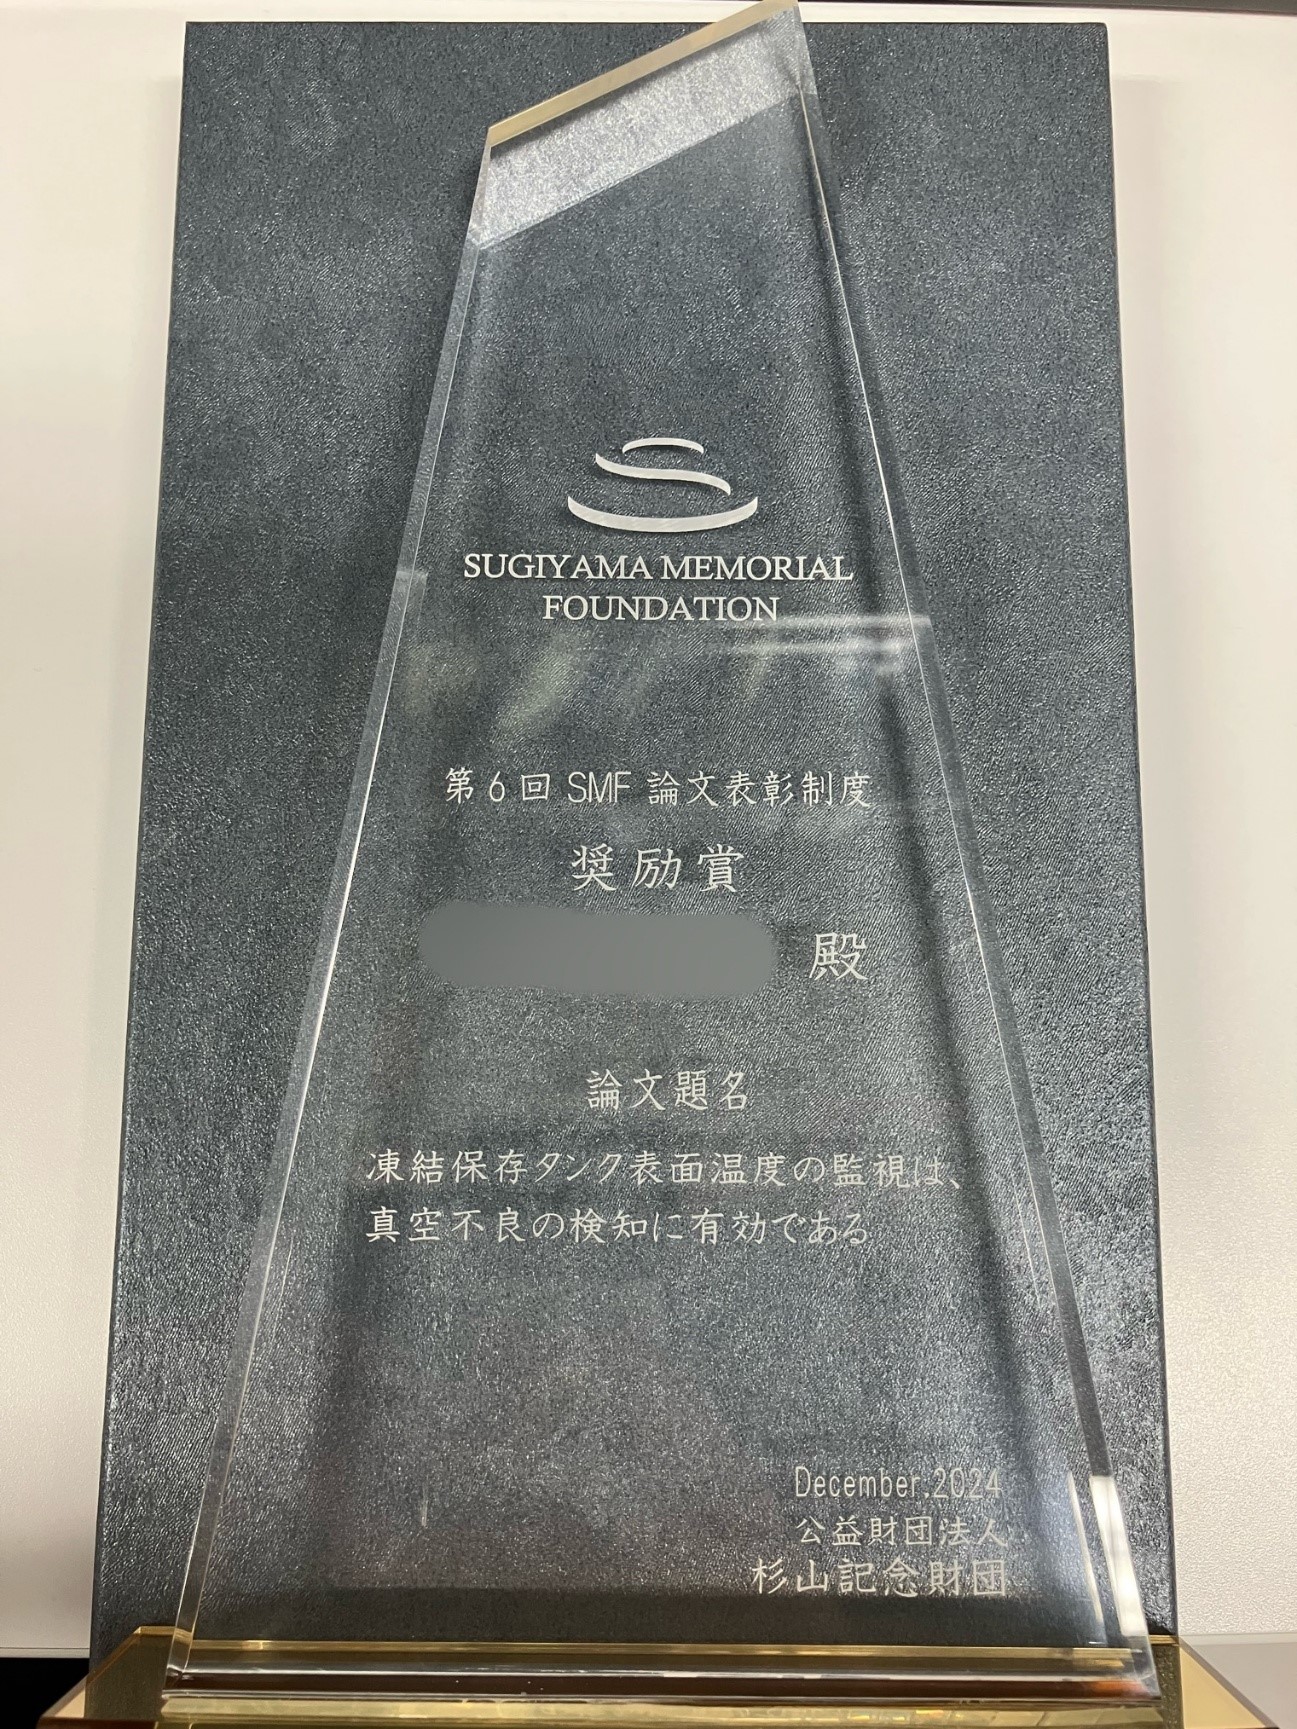 SUGIYAMA MEMORIAL
FOUNDATION
第6回 SMF 論文表彰制度
奨励賞
殿
論文題名
凍結保存タンク表面温度の監視は、
真空不良の検知に有効である
December,2024
公益財団法人
杉山記念財団